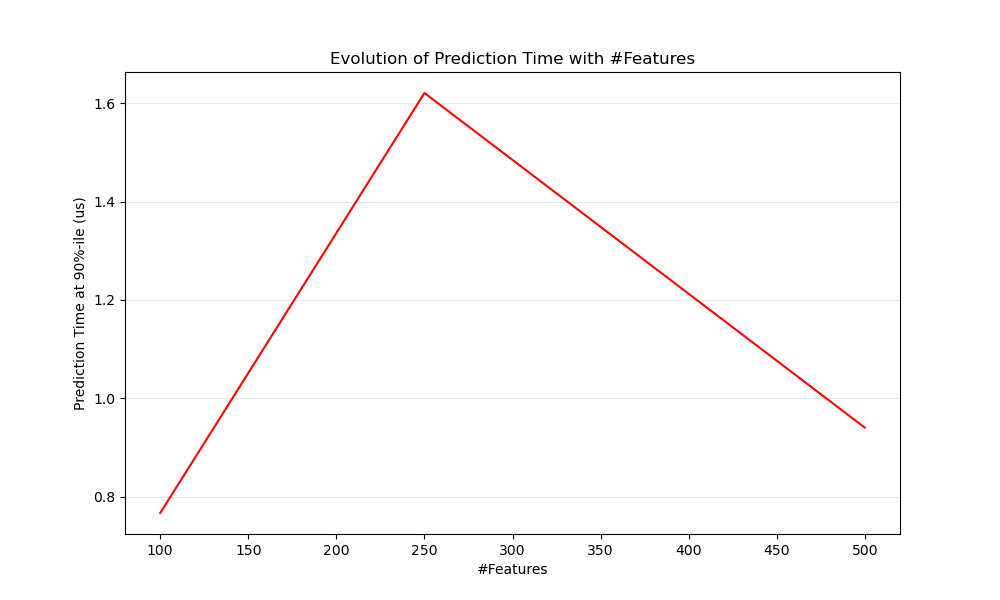 Evolution of Prediction Time with #Features
Prediction Time at 90%-ile (us)
1.6
1.4
1.2
1.0
0.8
100 150 200 250 300 350 400 450 500
#Features